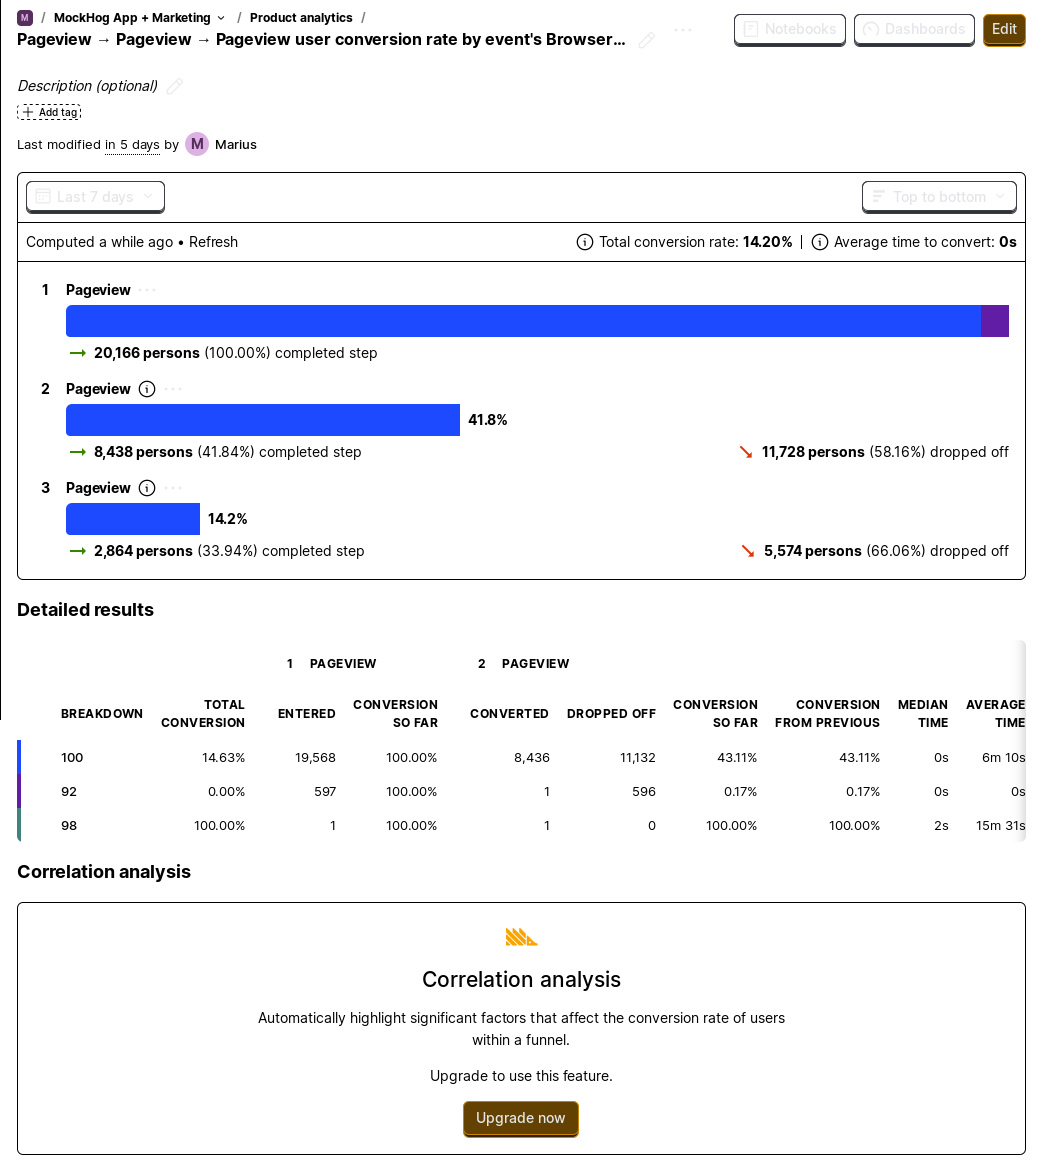 M / MockHog App + Marketing / Product analytics /
Pageview → Pageview → Pageview user conversion rate by event's Browser...
Notebooks
Dashboards
Edit
Description (optional)
Add tag
Last modified in 5 days by M Marius
Last 7 days
Top to bottom
Computed a while ago • Refresh
Total conversion rate: 14.20% | Average time to convert: 0s
1 Pageview
20,166 persons (100.00%) completed step
2 Pageview
41.8%
8,438 persons (41.84%) completed step
11,728 persons (58.16%) dropped off
3 Pageview
14.2%
2,864 persons (33.94%) completed step
5,574 persons (66.06%) dropped off
Detailed results
1 PAGEVIEW 2 PAGEVIEW
BREAKDOWN TOTAL CONVERSION ENTERED CONVERSION SO FAR CONVERTED DROPPED OFF CONVERSION SO FAR CONVERSION FROM PREVIOUS MEDIAN TIME AVERAGE TIME
100 14.63% 19,568 100.00% 8,436 11,132 43.11% 43.11% 0s 6m 10s
92 0.00% 597 100.00% 1 596 0.17% 0.17% 0s 0s
98 100.00% 1 100.00% 1 0 100.00% 100.00% 2s 15m 31s
Correlation analysis
Correlation analysis
Automatically highlight significant factors that affect the conversion rate of users
within a funnel.
Upgrade to use this feature.
Upgrade now